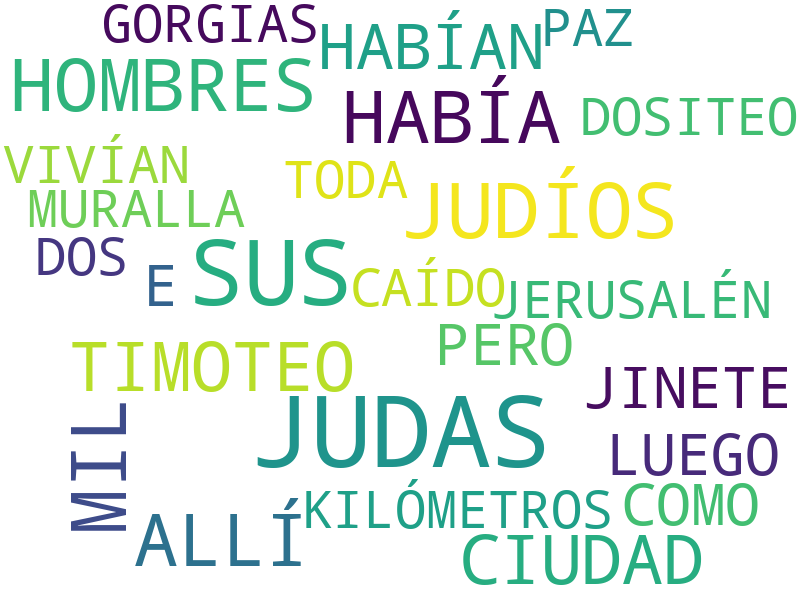 GORGIAS
HABÍAN
PAZ
HOMBRES
HABÍA
DOSITEO
VIVÍAN
TODA
JUDÍOS
MURALLA
DOS
E
SUS
CAÍDO
JERUSALÉN
TIMOTEO
PERO
JINETE
MIL
JUDAS
LUEGO
ALLÍ
KILÓMETROS
COMO
CIUDAD